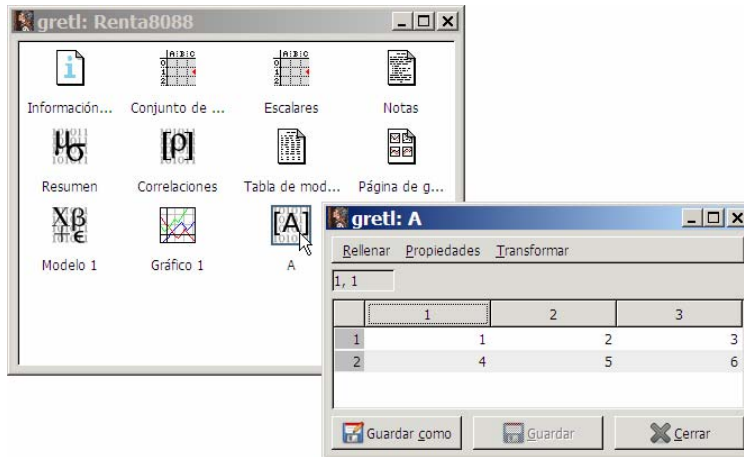 gretl: Renta8088
Información...
Conjunto de ...
Escalares
Notas
μσ
[ρ]
Resumen
Correlaciones
Tabla de mod...
Página de g...
Xβ
+ϵ
[A]
Modelo 1
Gráfico 1
A
gretl: A
Rellenar Propiedades Transformar
1, 1
1 2 3
1 1 2 3
2 4 5 6
Guardar como Guardar Cerrar